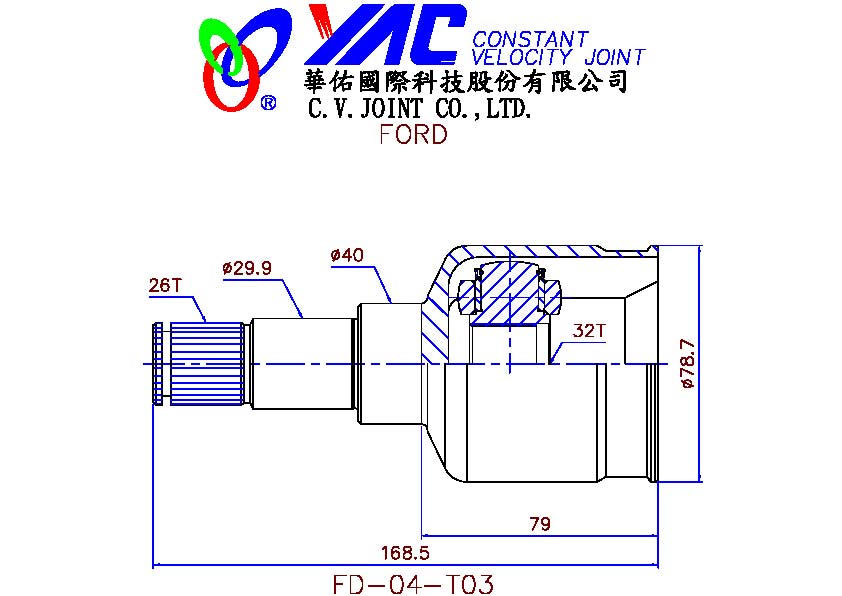 YAC CONSTANT
VELOCITY JOINT
®
華佑國際科技股份有限公司
C.V.JOINT CO.,LTD.
FORD
26T
ø29.9
ø40
32T
ø78.7
79
168.5
FD-04-T03